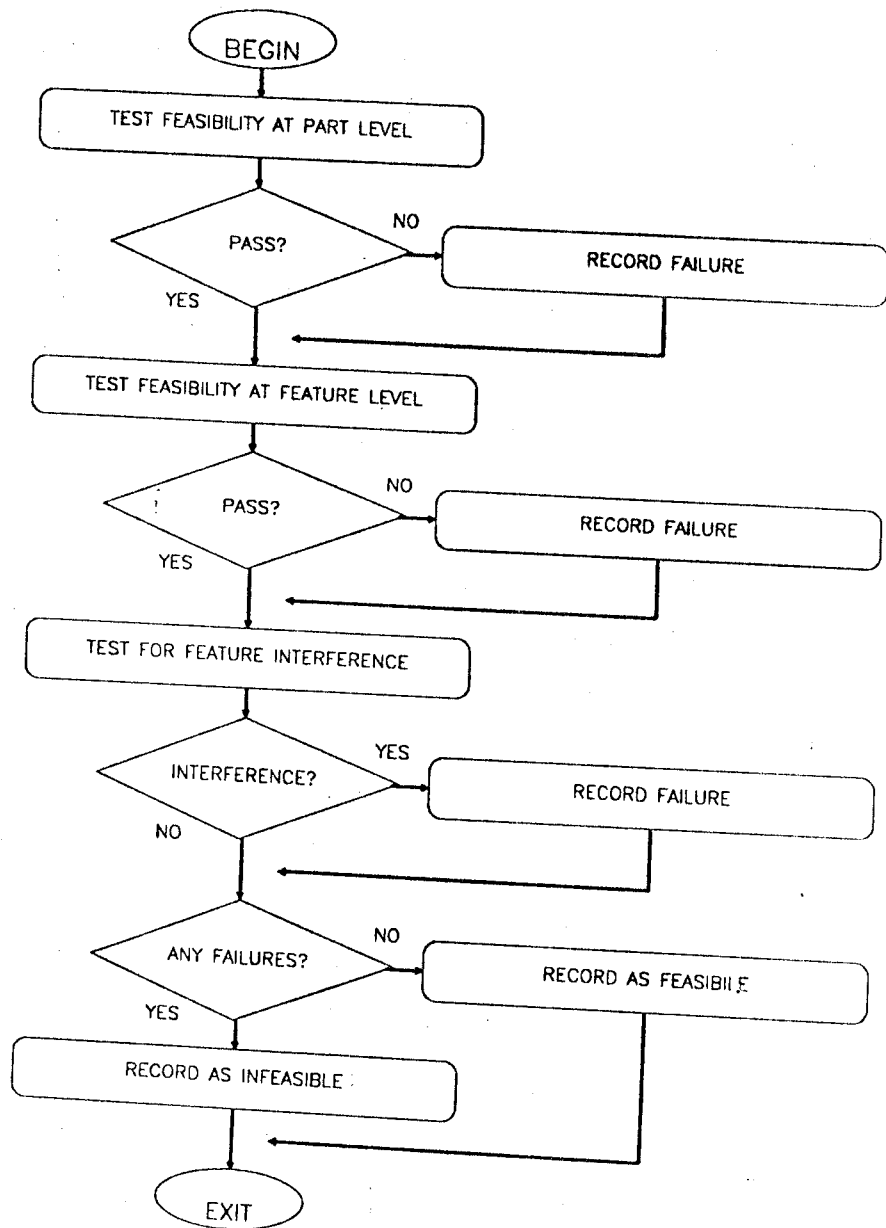 BEGIN
TEST FEASIBILITY AT PART LEVEL
PASS?
NO
RECORD FAILURE
YES
TEST FEASIBILITY AT FEATURE LEVEL
PASS?
NO
RECORD FAILURE
YES
TEST FOR FEATURE INTERFERENCE
INTERFERENCE?
YES
RECORD FAILURE
NO
ANY FAILURES?
NO
RECORD AS FEASIBILE
YES
RECORD AS INFEASIBLE
EXIT